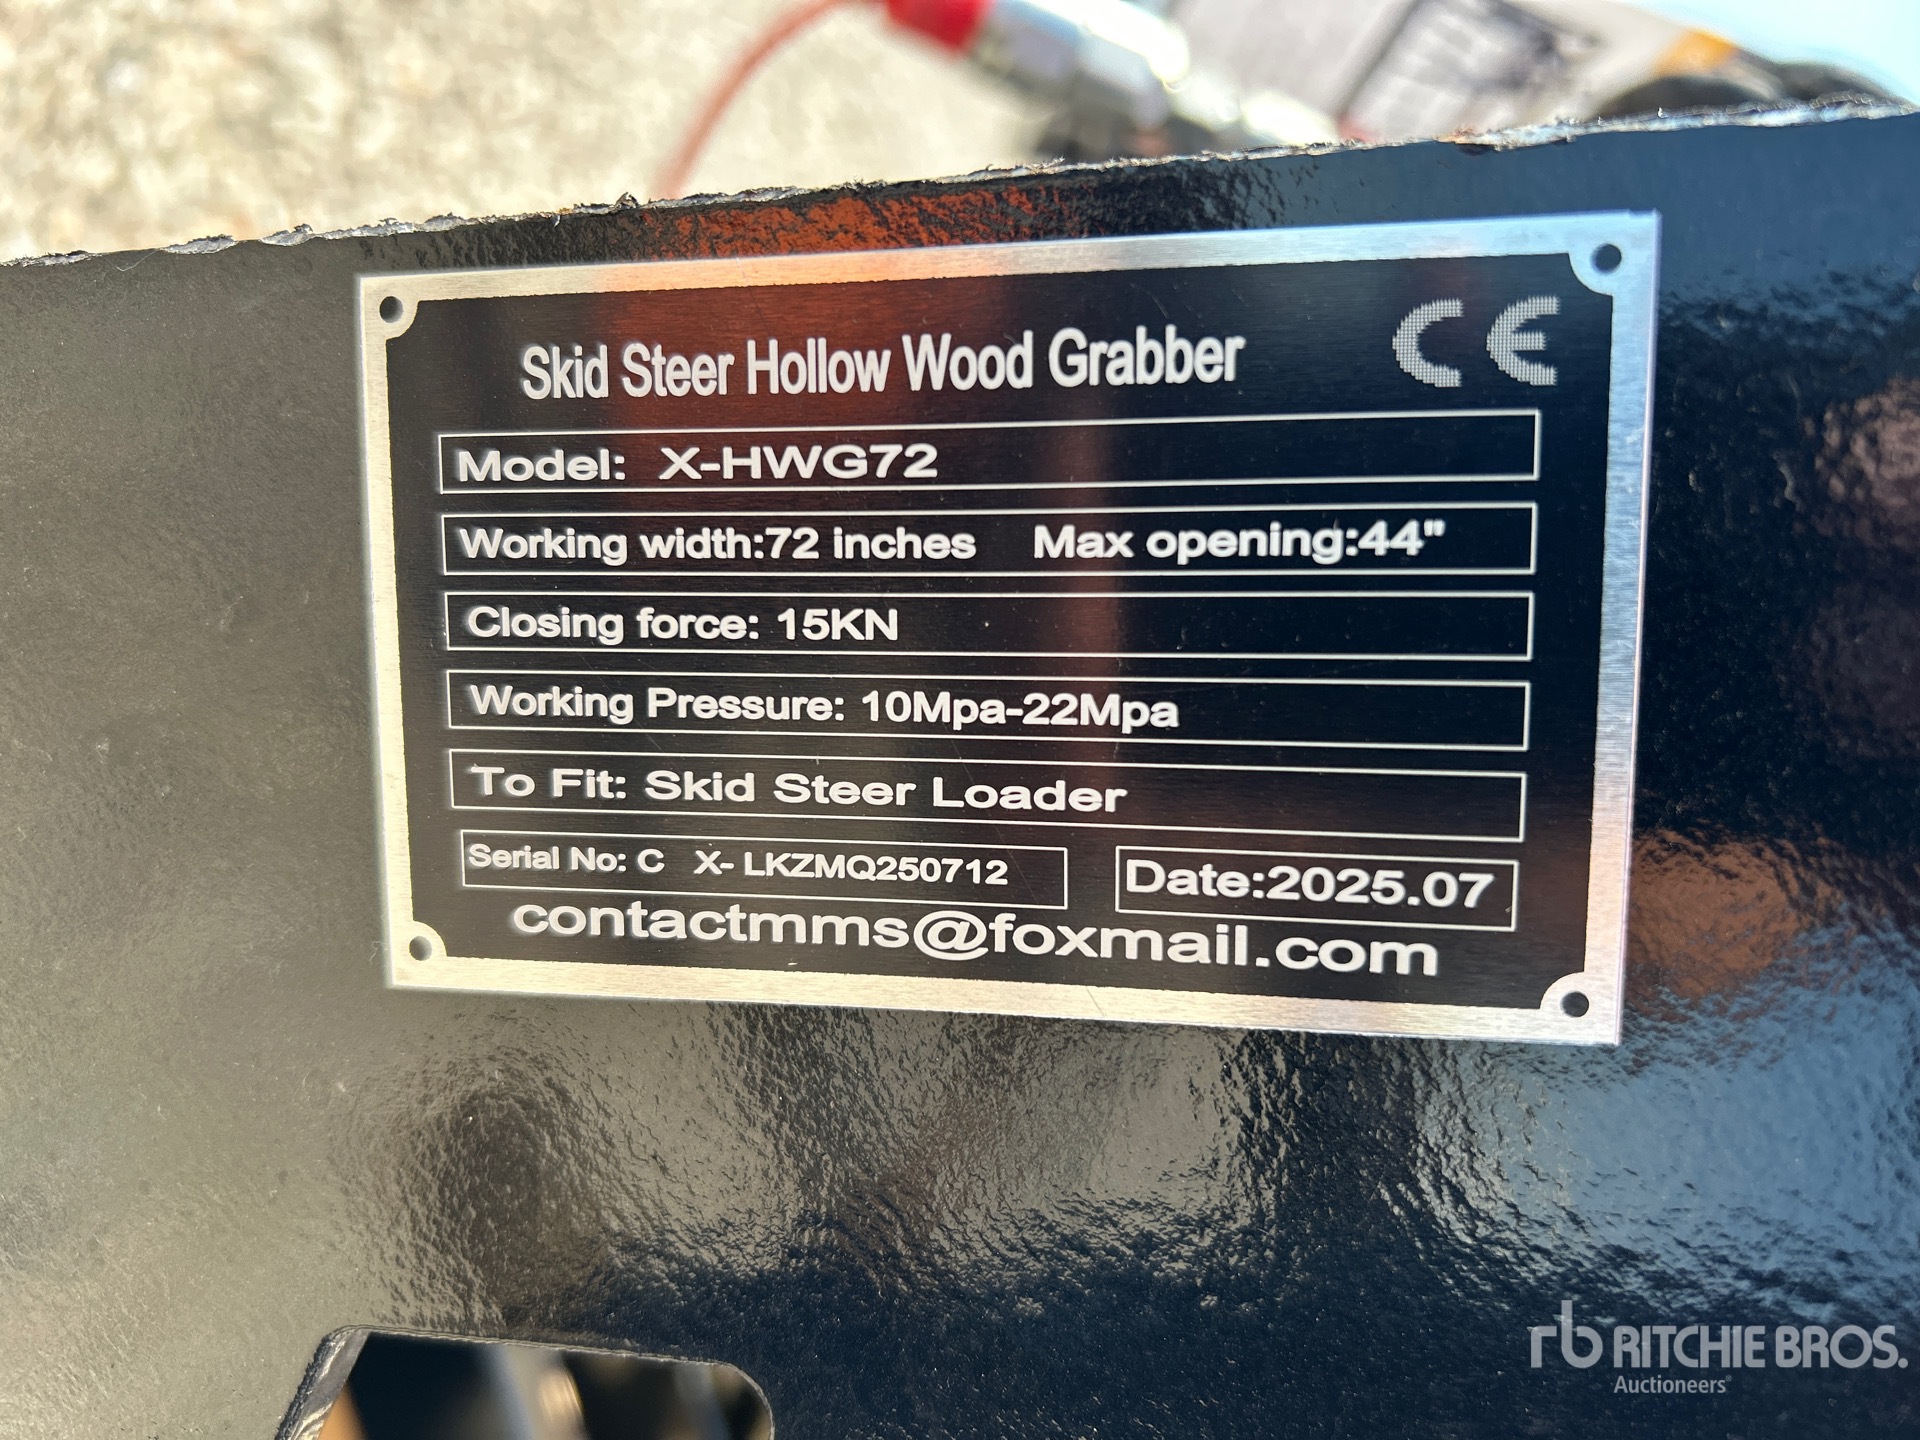 Skid Steer Hollow Wood Grabber
CE
Model: X-HWG72
Working width:72 inches Max opening:44"
Closing force: 15KN
Working Pressure: 10Mpa-22Mpa
To Fit: Skid Steer Loader
Serial No: C X- LKZMQ250712 Date:2025.07
contactmms@foxmail.com
rb RITCHIE BROS.
Auctioneers